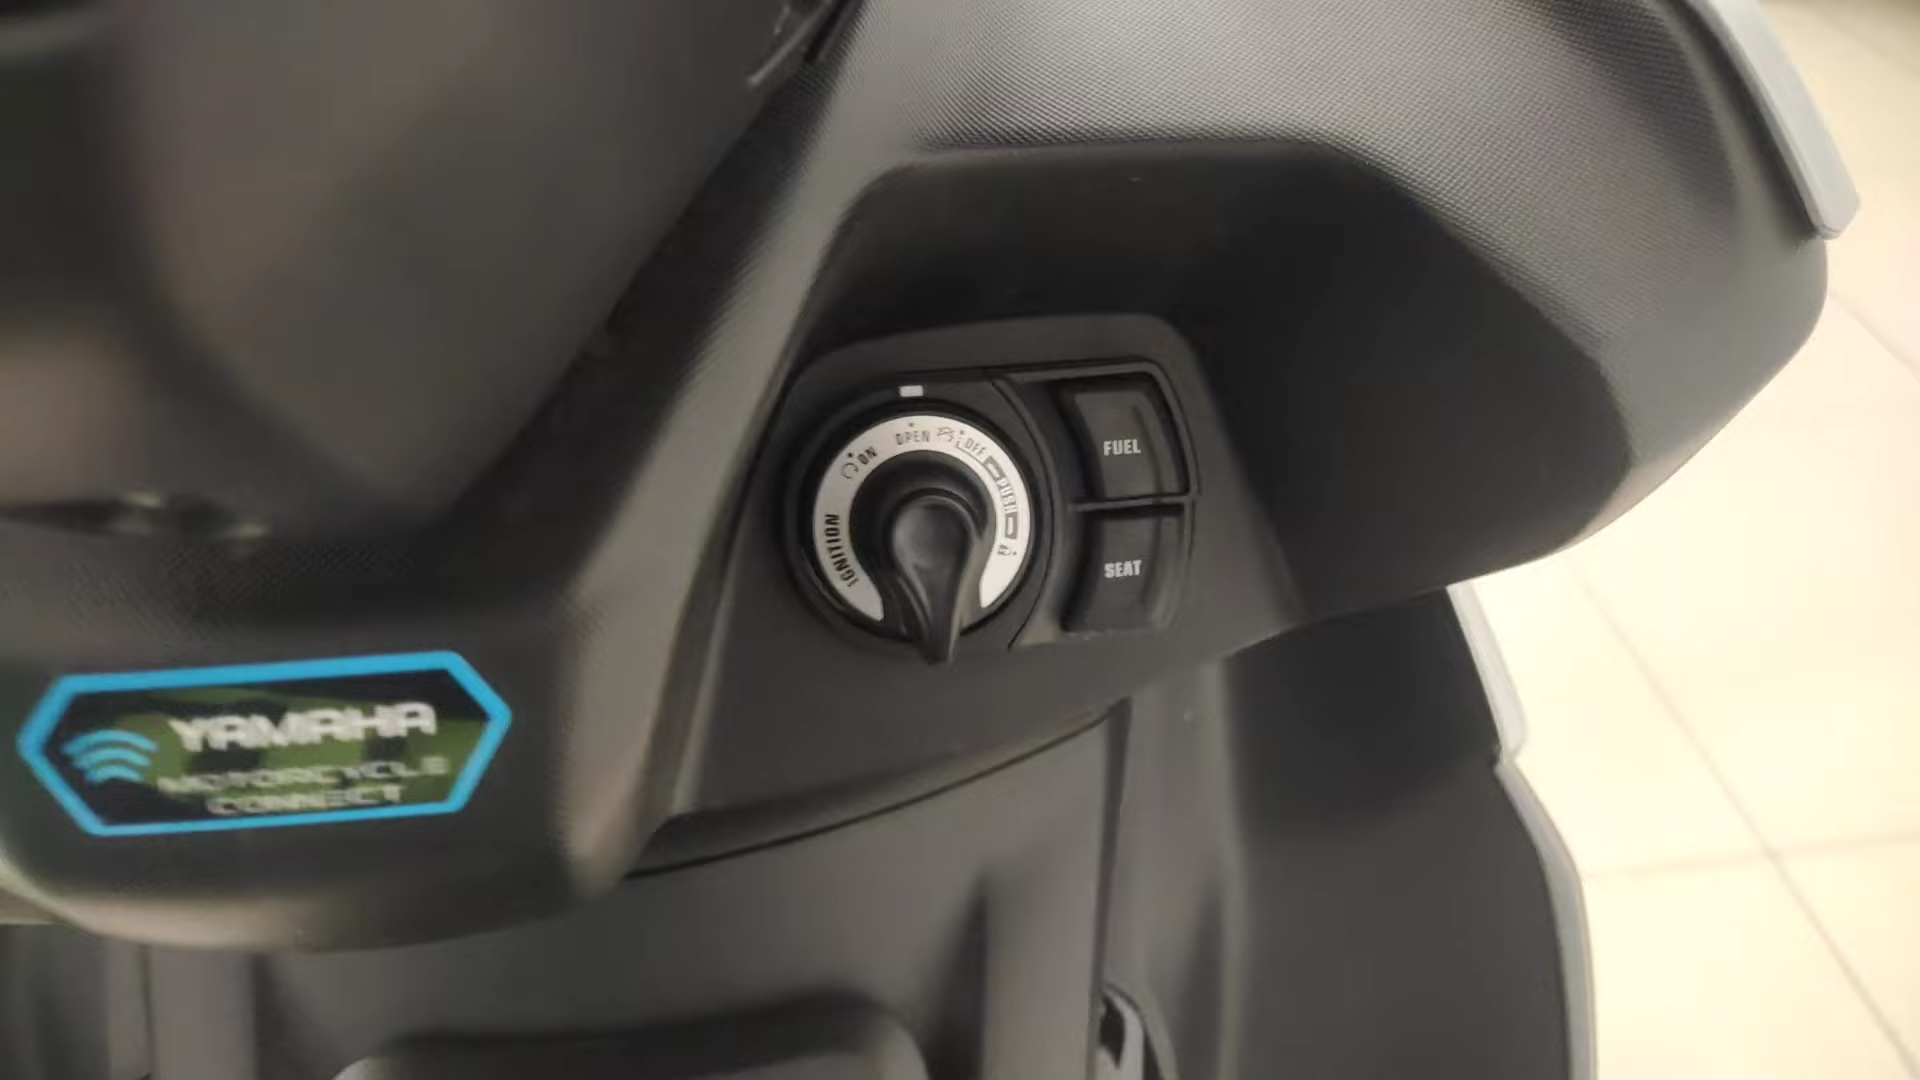 OPEN
ON
OFF
PUSH
IGNITION
FUEL
SEAT
YAMAHA
MOTORCYCLE
CONNECT